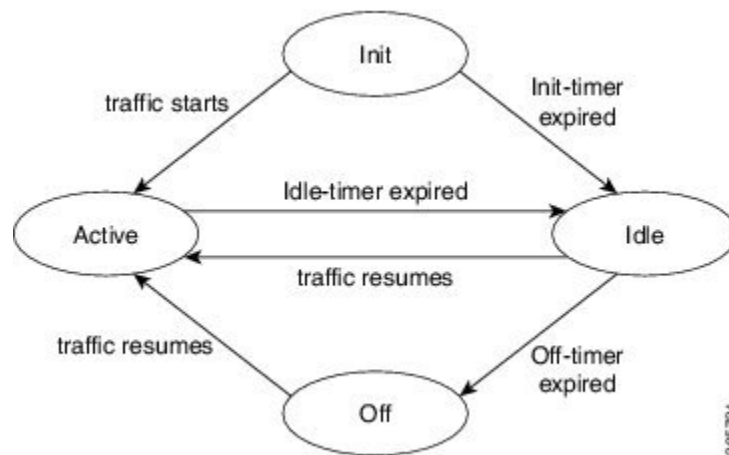 Init
traffic starts
Init-timer
expired
Idle-timer expired
Active
Idle
traffic resumes
traffic resumes
Off-timer
expired
Off